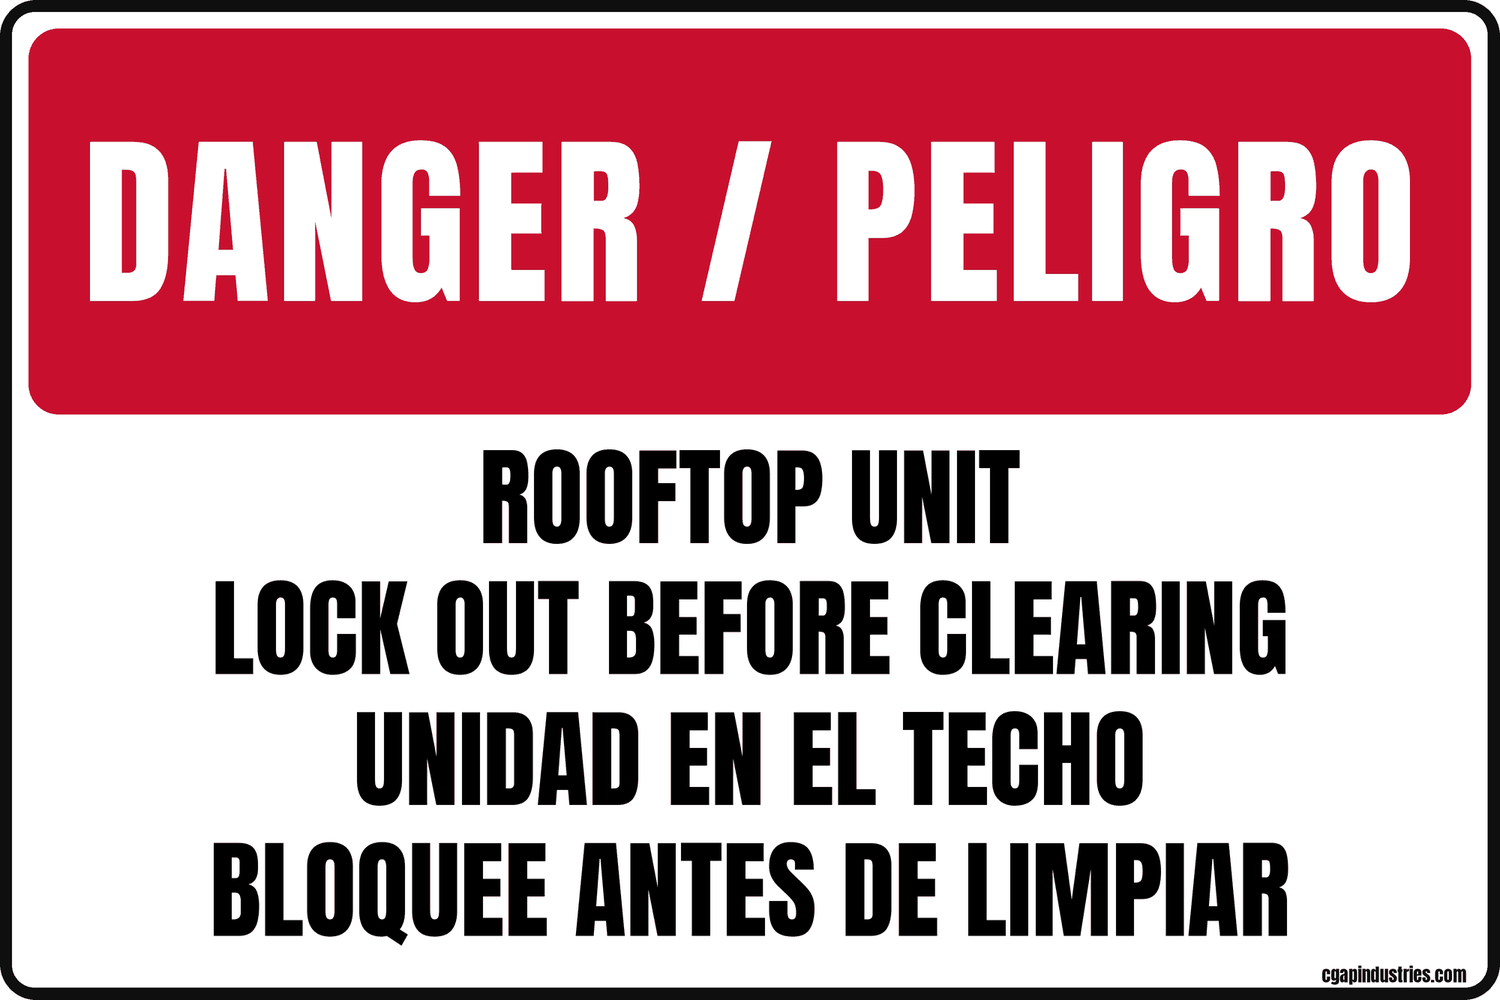 DANGER / PELIGRO
ROOFTOP UNIT
LOCK OUT BEFORE CLEARING
UNIDAD EN EL TECHO
BLOQUEE ANTES DE LIMPIAR
cgapindustries.com